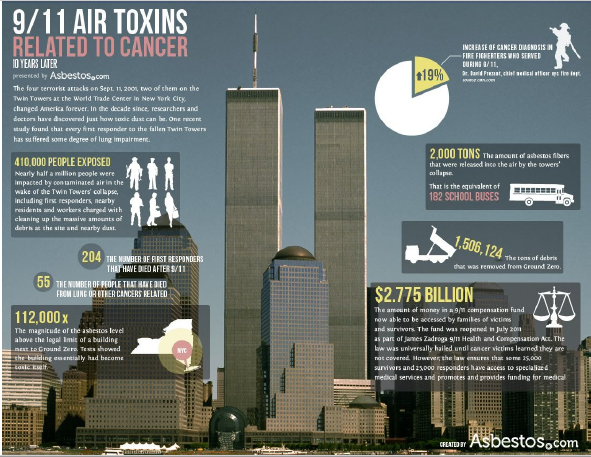 9/11 AIR TOXINS
RELATED TO CANCER
10 YEARS LATER
presented by Asbestos.com
The four terrorist attacks on Sept. 11, 2001, two of them on the
Twin Towers at the World Trade Center in New York City,
changed America forever. In the decade since, researchers and
doctors have discovered just how toxic dust can be. One recent
study found that every first responder to the fallen Twin Towers
has suffered some degree of lung impairment.
410,000 PEOPLE EXPOSED
Nearly half a million people were
impacted by contaminated air in the
wake of the Twin Towers' collapse,
including first responders, nearby
residents and workers charged with
cleaning up the massive amounts of
debris at the site and nearby dust.
204 THE NUMBER OF FIRST RESPONDERS
THAT HAVE DIED AFTER 9/11
55 THE NUMBER OF PEOPLE THAT HAVE DIED
FROM LUNG OR OTHER CANCERS RELATED
112,000 x
The magnitude of the asbestos level
above the legal limit of a building
next to Ground Zero. Tests showed
the building essentially had become
toxic itself.
NYC
19%
INCREASE OF CANCER DIAGNOSIS IN
FIRE FIGHERTERS WHO SERVED
DURING 9/11,
Dr. David Prezant, chief medical officer nyc fire dept.
2,000 TONS The amount of asbestos fibers
that were released into the air by the towers'
collapse.
That is the equivalent of
182 SCHOOL BUSES
1,506,124 The tons of debris
that was removed from Ground Zero.
$2.775 BILLION
The amount of money in a 9/11 compensation fund
now able to be accessed by families of victims
and survivors. The fund was reopened in July 2011
as part of James Zadroga 9/11 Health and Compensation Act. The
law was universally hailed until cancer victims learned they are
not covered. However, the law ensures that some 25,000
survivors and 25,000 responders have access to specialized
medical services and promotes and provides funding for medical
CREATED BY Asbestos.com